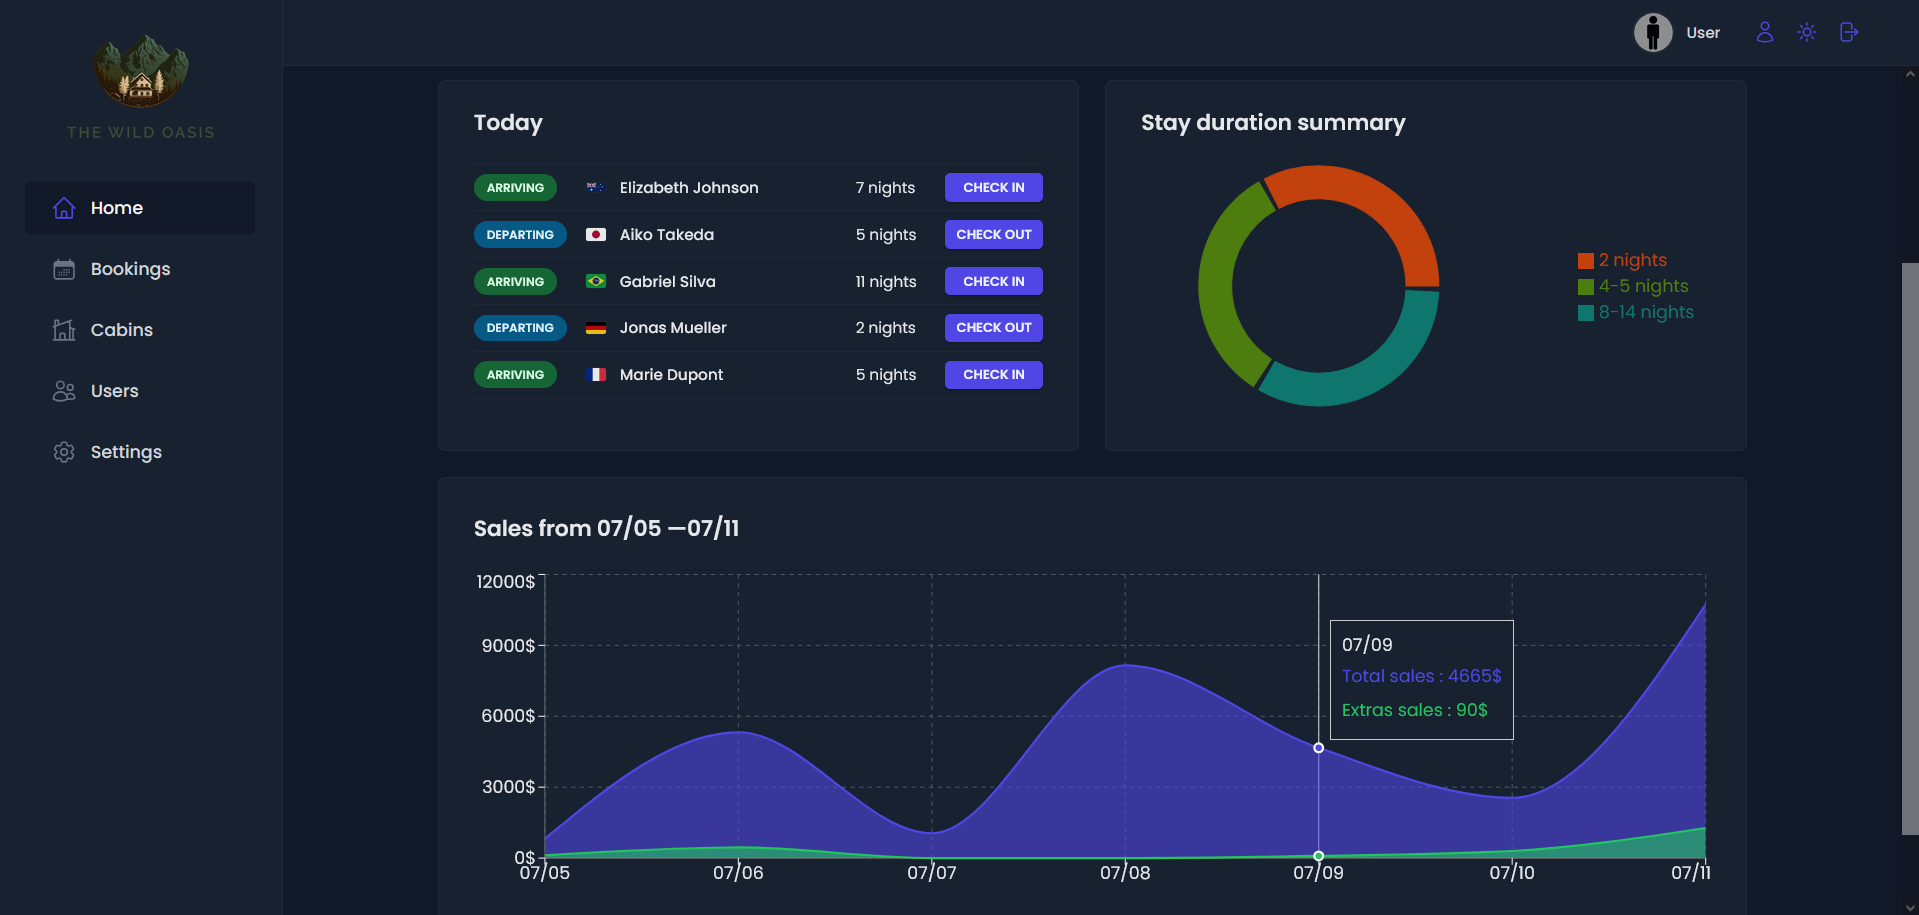 THE WILD OASIS
Home
Bookings
Cabins
Users
Settings
User
Today
ARRIVING Elizabeth Johnson 7 nights CHECK IN
DEPARTING Aiko Takeda 5 nights CHECK OUT
ARRIVING Gabriel Silva 11 nights CHECK IN
DEPARTING Jonas Mueller 2 nights CHECK OUT
ARRIVING Marie Dupont 5 nights CHECK IN
Stay duration summary
2 nights
4-5 nights
8-14 nights
Sales from 07/05 —07/11
12000$
9000$
6000$
3000$
0$
07/09
Total sales : 4665$
Extras sales : 90$
07/05 07/06 07/07 07/08 07/09 07/10 07/11